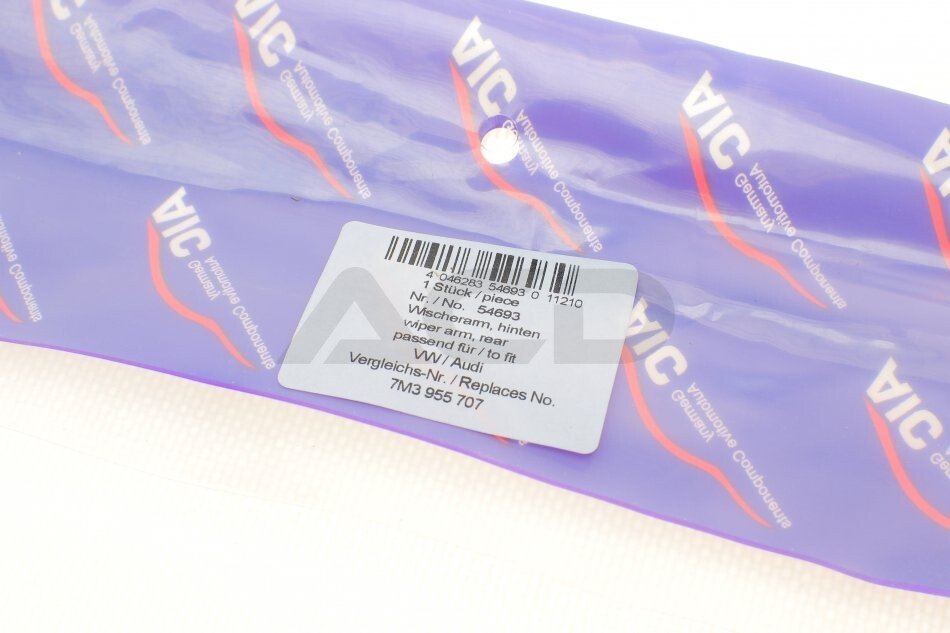 AIC
Germany
Automotive Components
4 046283 54693 0 11210
1 Stück / piece
Nr. / No. 54693
Wischerarm, hinten
wiper arm, rear
passend für / to fit
VW / Audi
Vergleichs-Nr. / Replaces No.
7M3 955 707